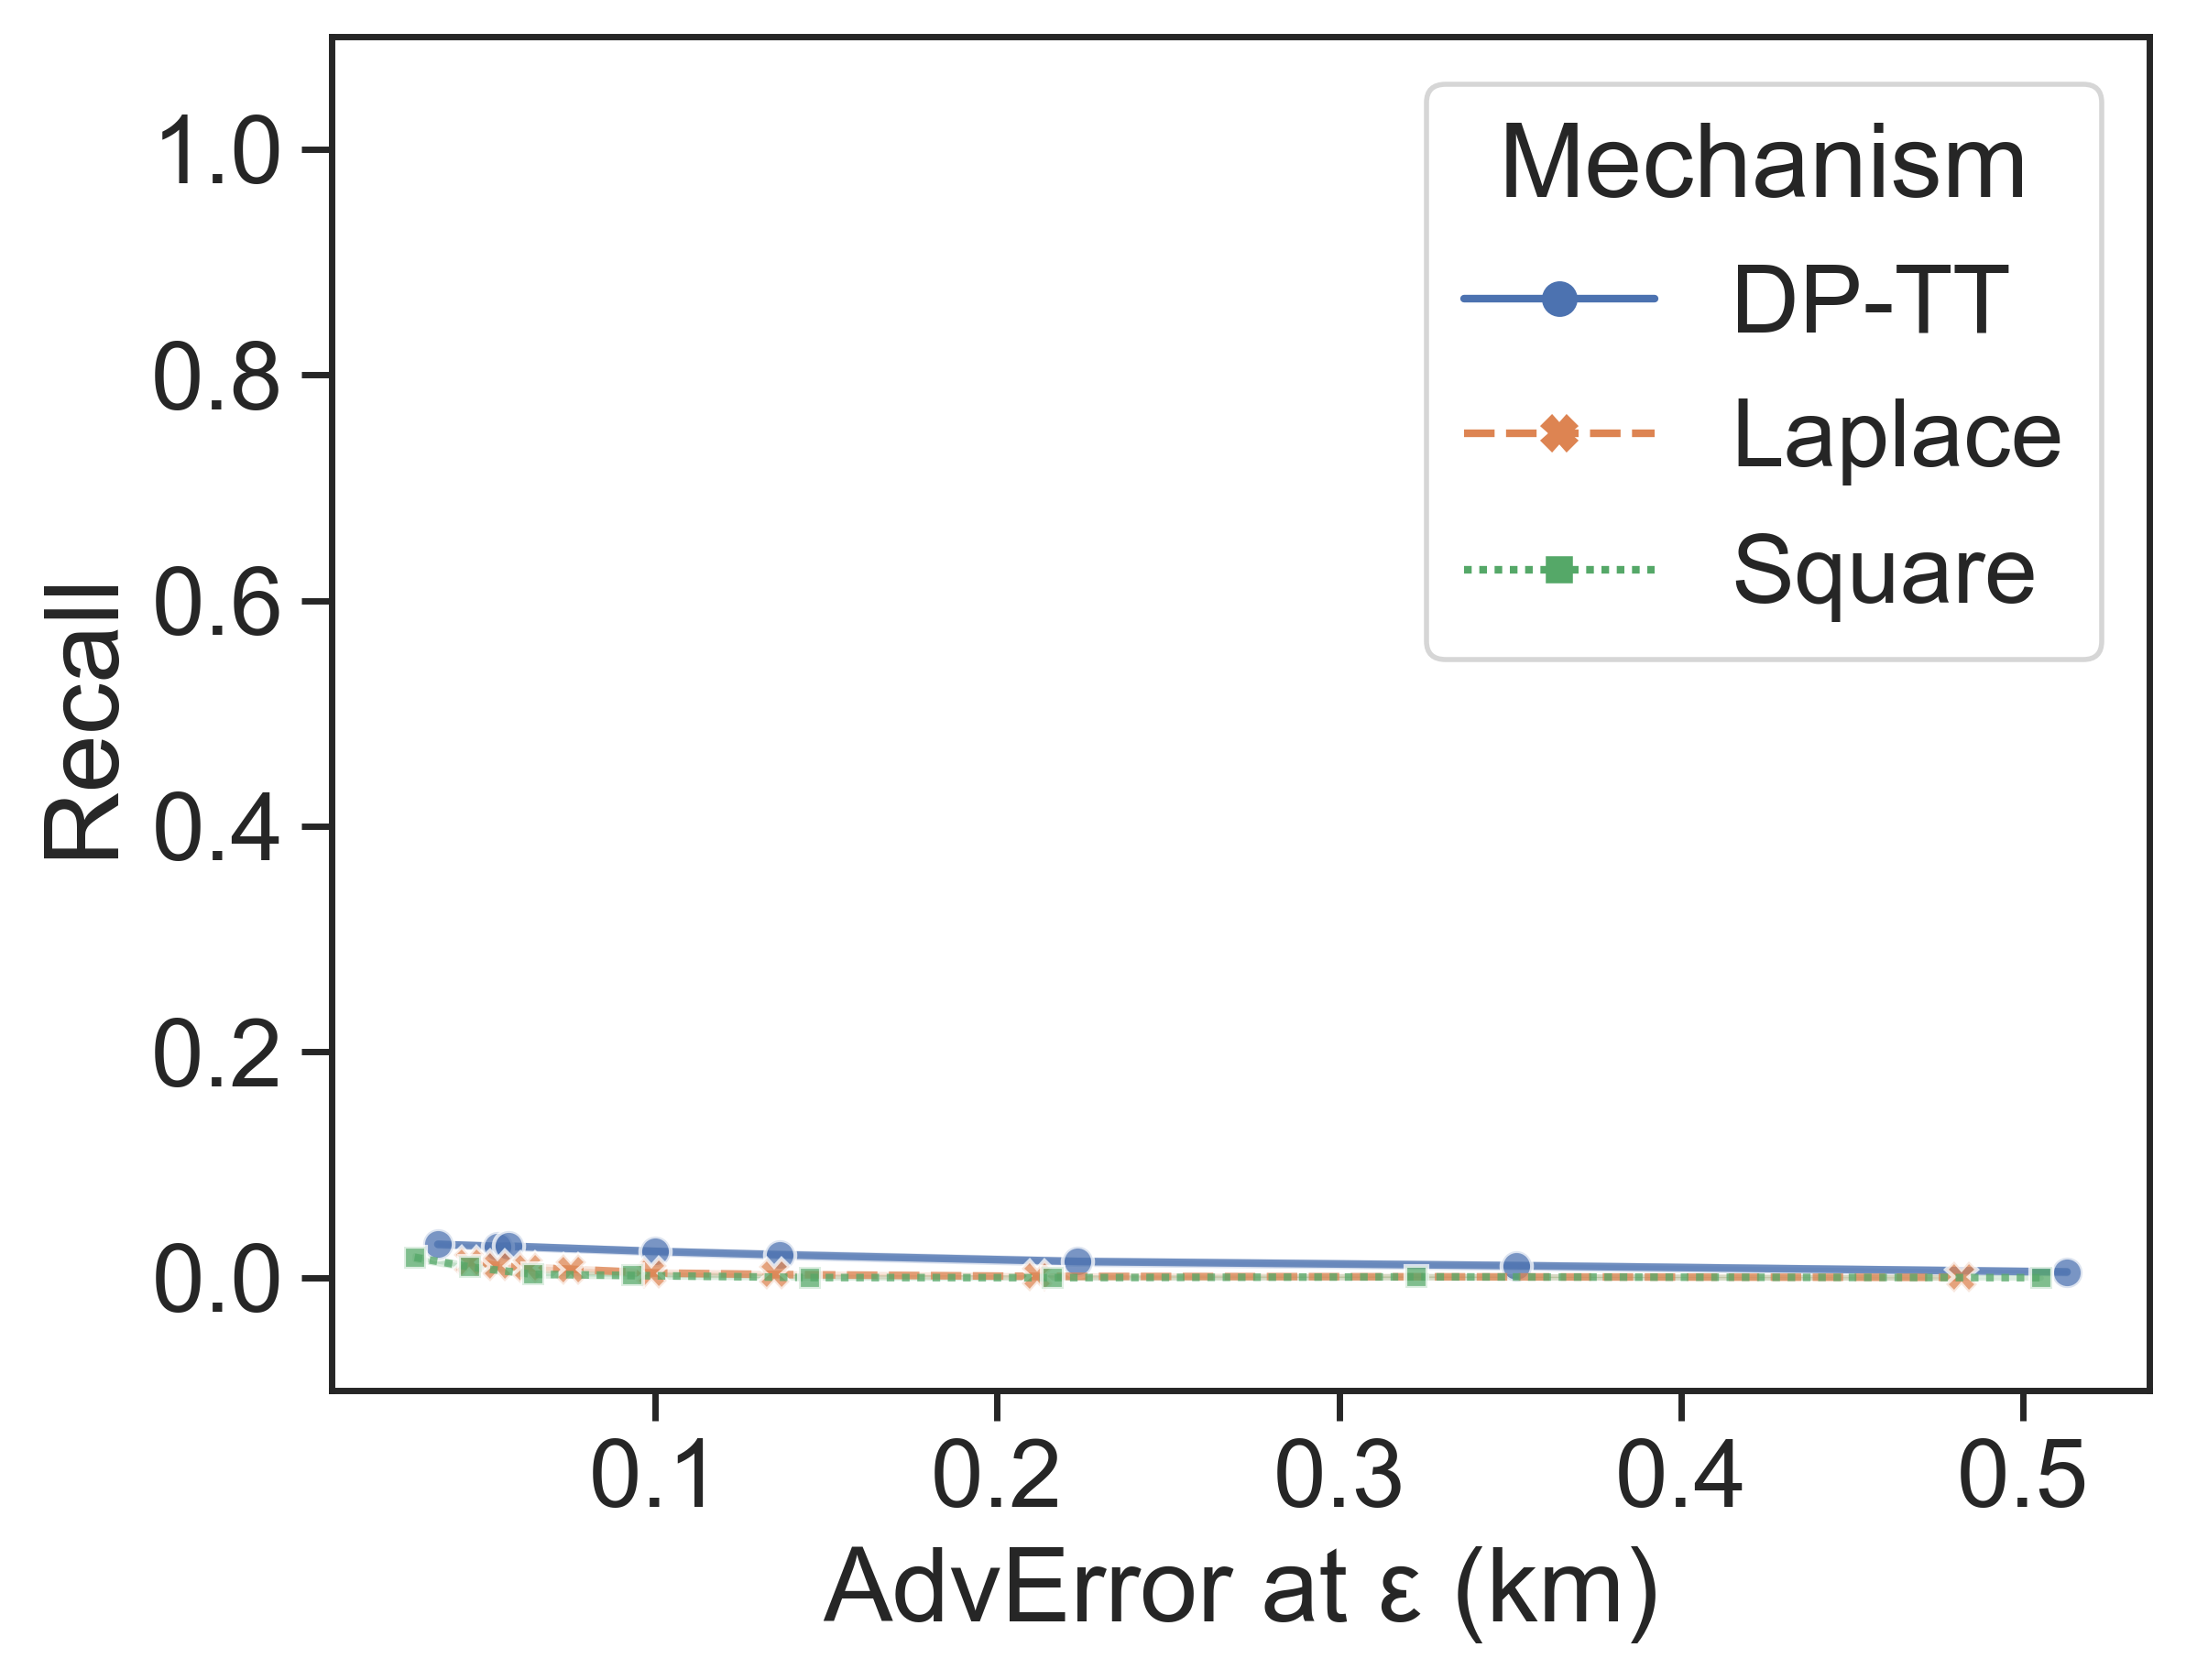 Mechanism
DP-TT
Laplace
Square
Recall
1.0
0.8
0.6
0.4
0.2
0.0
0.1 0.2 0.3 0.4 0.5
AdvError at ε (km)